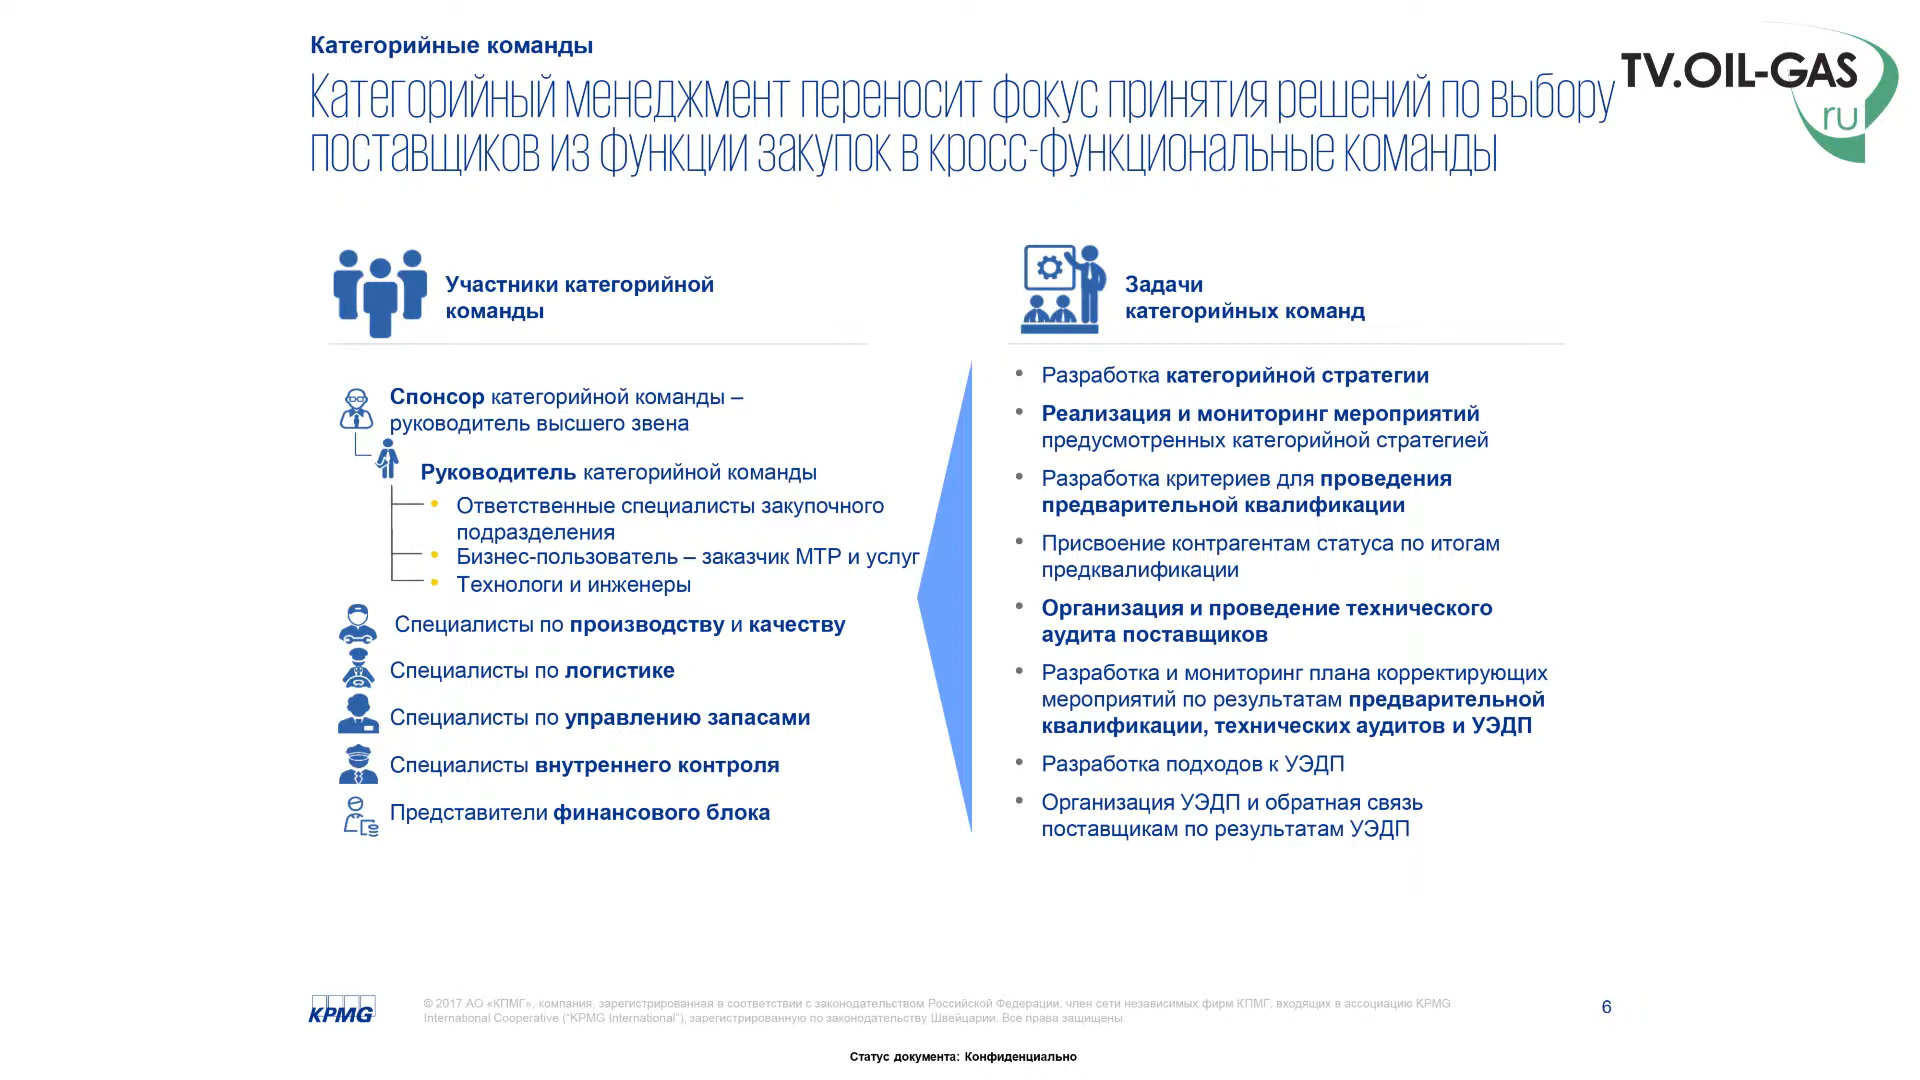 Категорийные команды
Категорийный менеджмент переносит фокус принятия решений по выбору
поставщиков из функции закупок в кросс-функциональные команды
TV.OIL-GAS
ru
Участники категорийной
команды
Спонсор категорийной команды –
руководитель высшего звена
Руководитель категорийной команды
• Ответственные специалисты закупочного
подразделения
• Бизнес-пользователь – заказчик МТР и услуг
• Технологи и инженеры
Специалисты по производству и качеству
Специалисты по логистике
Специалисты по управлению запасами
Специалисты внутреннего контроля
Представители финансового блока
Задачи
категорийных команд
• Разработка категорийной стратегии
• Реализация и мониторинг мероприятий
предусмотренных категорийной стратегией
• Разработка критериев для проведения
предварительной квалификации
• Присвоение контрагентам статуса по итогам
предквалификации
• Организация и проведение технического
аудита поставщиков
• Разработка и мониторинг плана корректирующих
мероприятий по результатам предварительной
квалификации, технических аудитов и УЭДП
• Разработка подходов к УЭДП
• Организация УЭДП и обратная связь
поставщикам по результатам УЭДП
KPMG
© 2017 АО «КПМГ», компания, зарегистрированная в соответствии с законодательством Российской Федерации, член сети независимых фирм КПМГ, входящих в ассоциацию KPMG
International Cooperative (“KPMG International”), зарегистрированную по законодательству Швейцарии. Все права защищены.
6
Статус документа: Конфиденциально